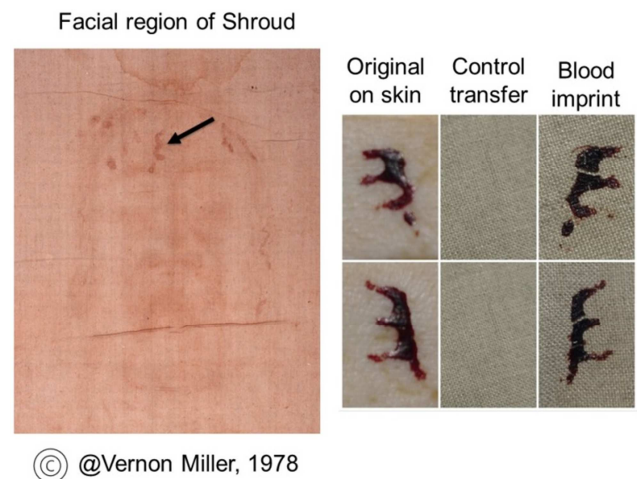 Facial region of Shroud
Original
on skin
Control
transfer
Blood
imprint
© @Vernon Miller, 1978